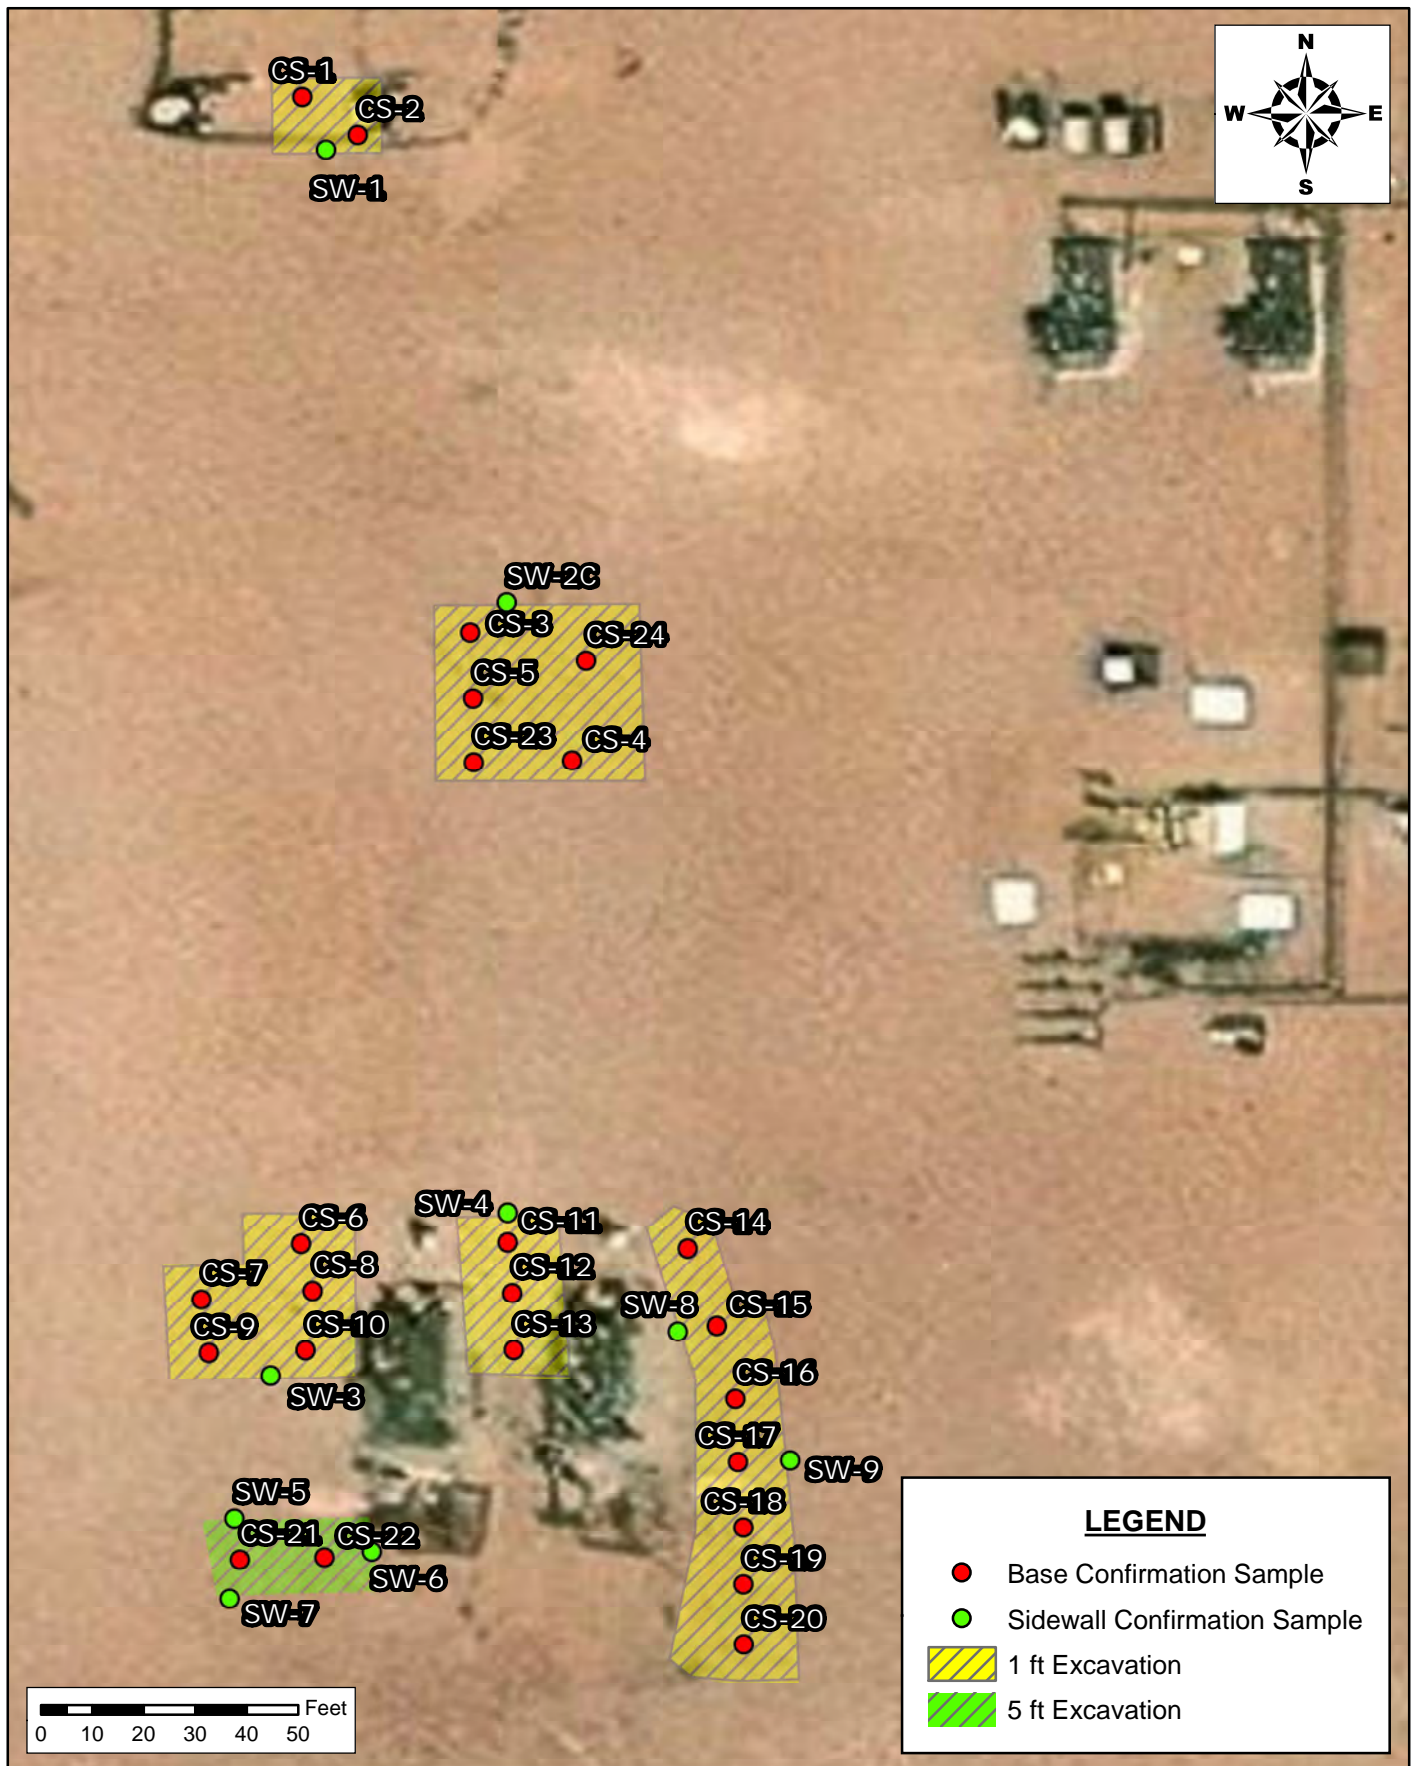 N
W E
S
CS-1
CS-2
SW-1
SW-2C
CS-3
CS-24
CS-5
CS-23
CS-4
SW-4
CS-6
CS-11
CS-14
CS-7
CS-8
CS-12
SW-8
CS-15
CS-9
CS-10
CS-13
SW-3
CS-16
CS-17
SW-9
SW-5
CS-18
CS-21
CS-22
SW-6
CS-19
SW-7
CS-20
LEGEND
Base Confirmation Sample
Sidewall Confirmation Sample
1 ft Excavation
5 ft Excavation
Feet
0 10 20 30 40 50